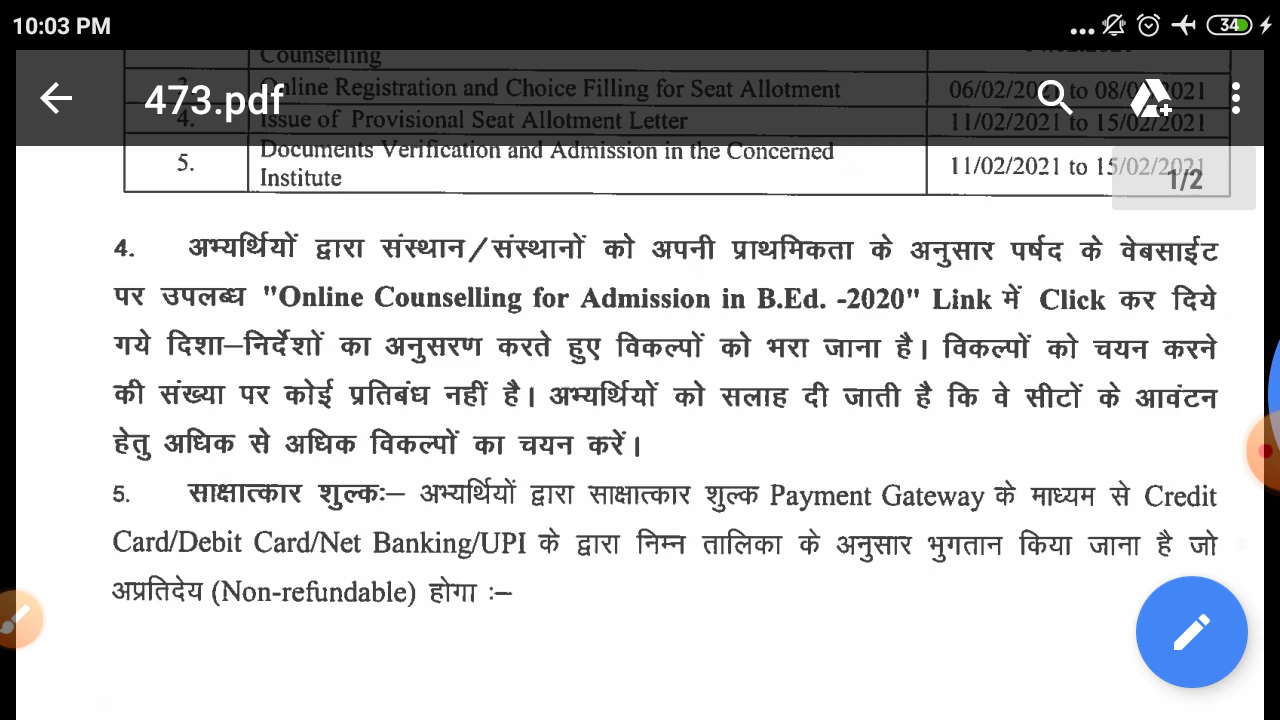 10:03 PM
34
Counselling
473.pdf
Online Registration and Choice Filling for Seat Allotment 06/02/2021 to 08/02/2021
4. Issue of Provisional Seat Allotment Letter 11/02/2021 to 15/02/2021
5. Documents Verification and Admission in the Concerned 11/02/2021 to 15/02/2021
Institute
1/2
4. अभ्यर्थियों द्वारा संस्थान/संस्थानों को अपनी प्राथमिकता के अनुसार पर्षद के वेबसाईट
पर उपलब्ध "Online Counselling for Admission in B.Ed. -2020" Link में Click कर दिये
गये दिशा–निर्देशों का अनुसरण करते हुए विकल्पों को भरा जाना है। विकल्पों को चयन करने
की संख्या पर कोई प्रतिबंध नहीं है। अभ्यर्थियों को सलाह दी जाती है कि वे सीटों के आवंटन
हेतु अधिक से अधिक विकल्पों का चयन करें।
5. साक्षात्कार शुल्कः– अभ्यर्थियों द्वारा साक्षात्कार शुल्क Payment Gateway के माध्यम से Credit
Card/Debit Card/Net Banking/UPI के द्वारा निम्न तालिका के अनुसार भुगतान किया जाना है जो
अप्रतिदेय (Non-refundable) होगा :–